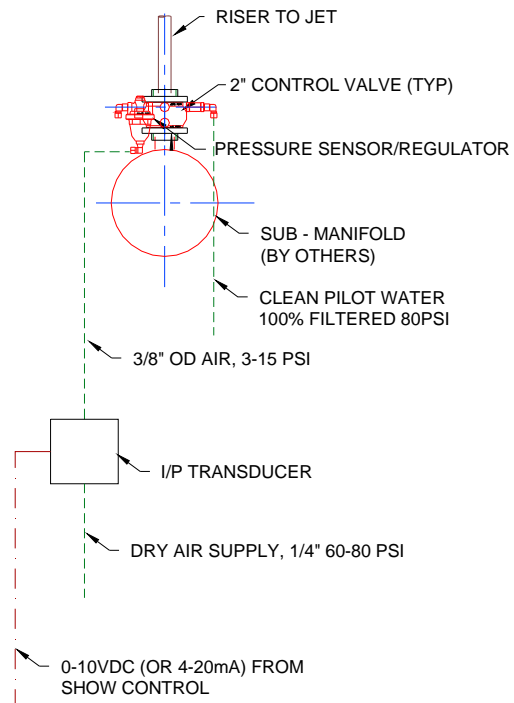 RISER TO JET
2" CONTROL VALVE (TYP)
PRESSURE SENSOR/REGULATOR
SUB - MANIFOLD
(BY OTHERS)
CLEAN PILOT WATER
100% FILTERED 80PSI
3/8" OD AIR, 3-15 PSI
I/P TRANSDUCER
DRY AIR SUPPLY, 1/4" 60-80 PSI
0-10VDC (OR 4-20mA) FROM
SHOW CONTROL